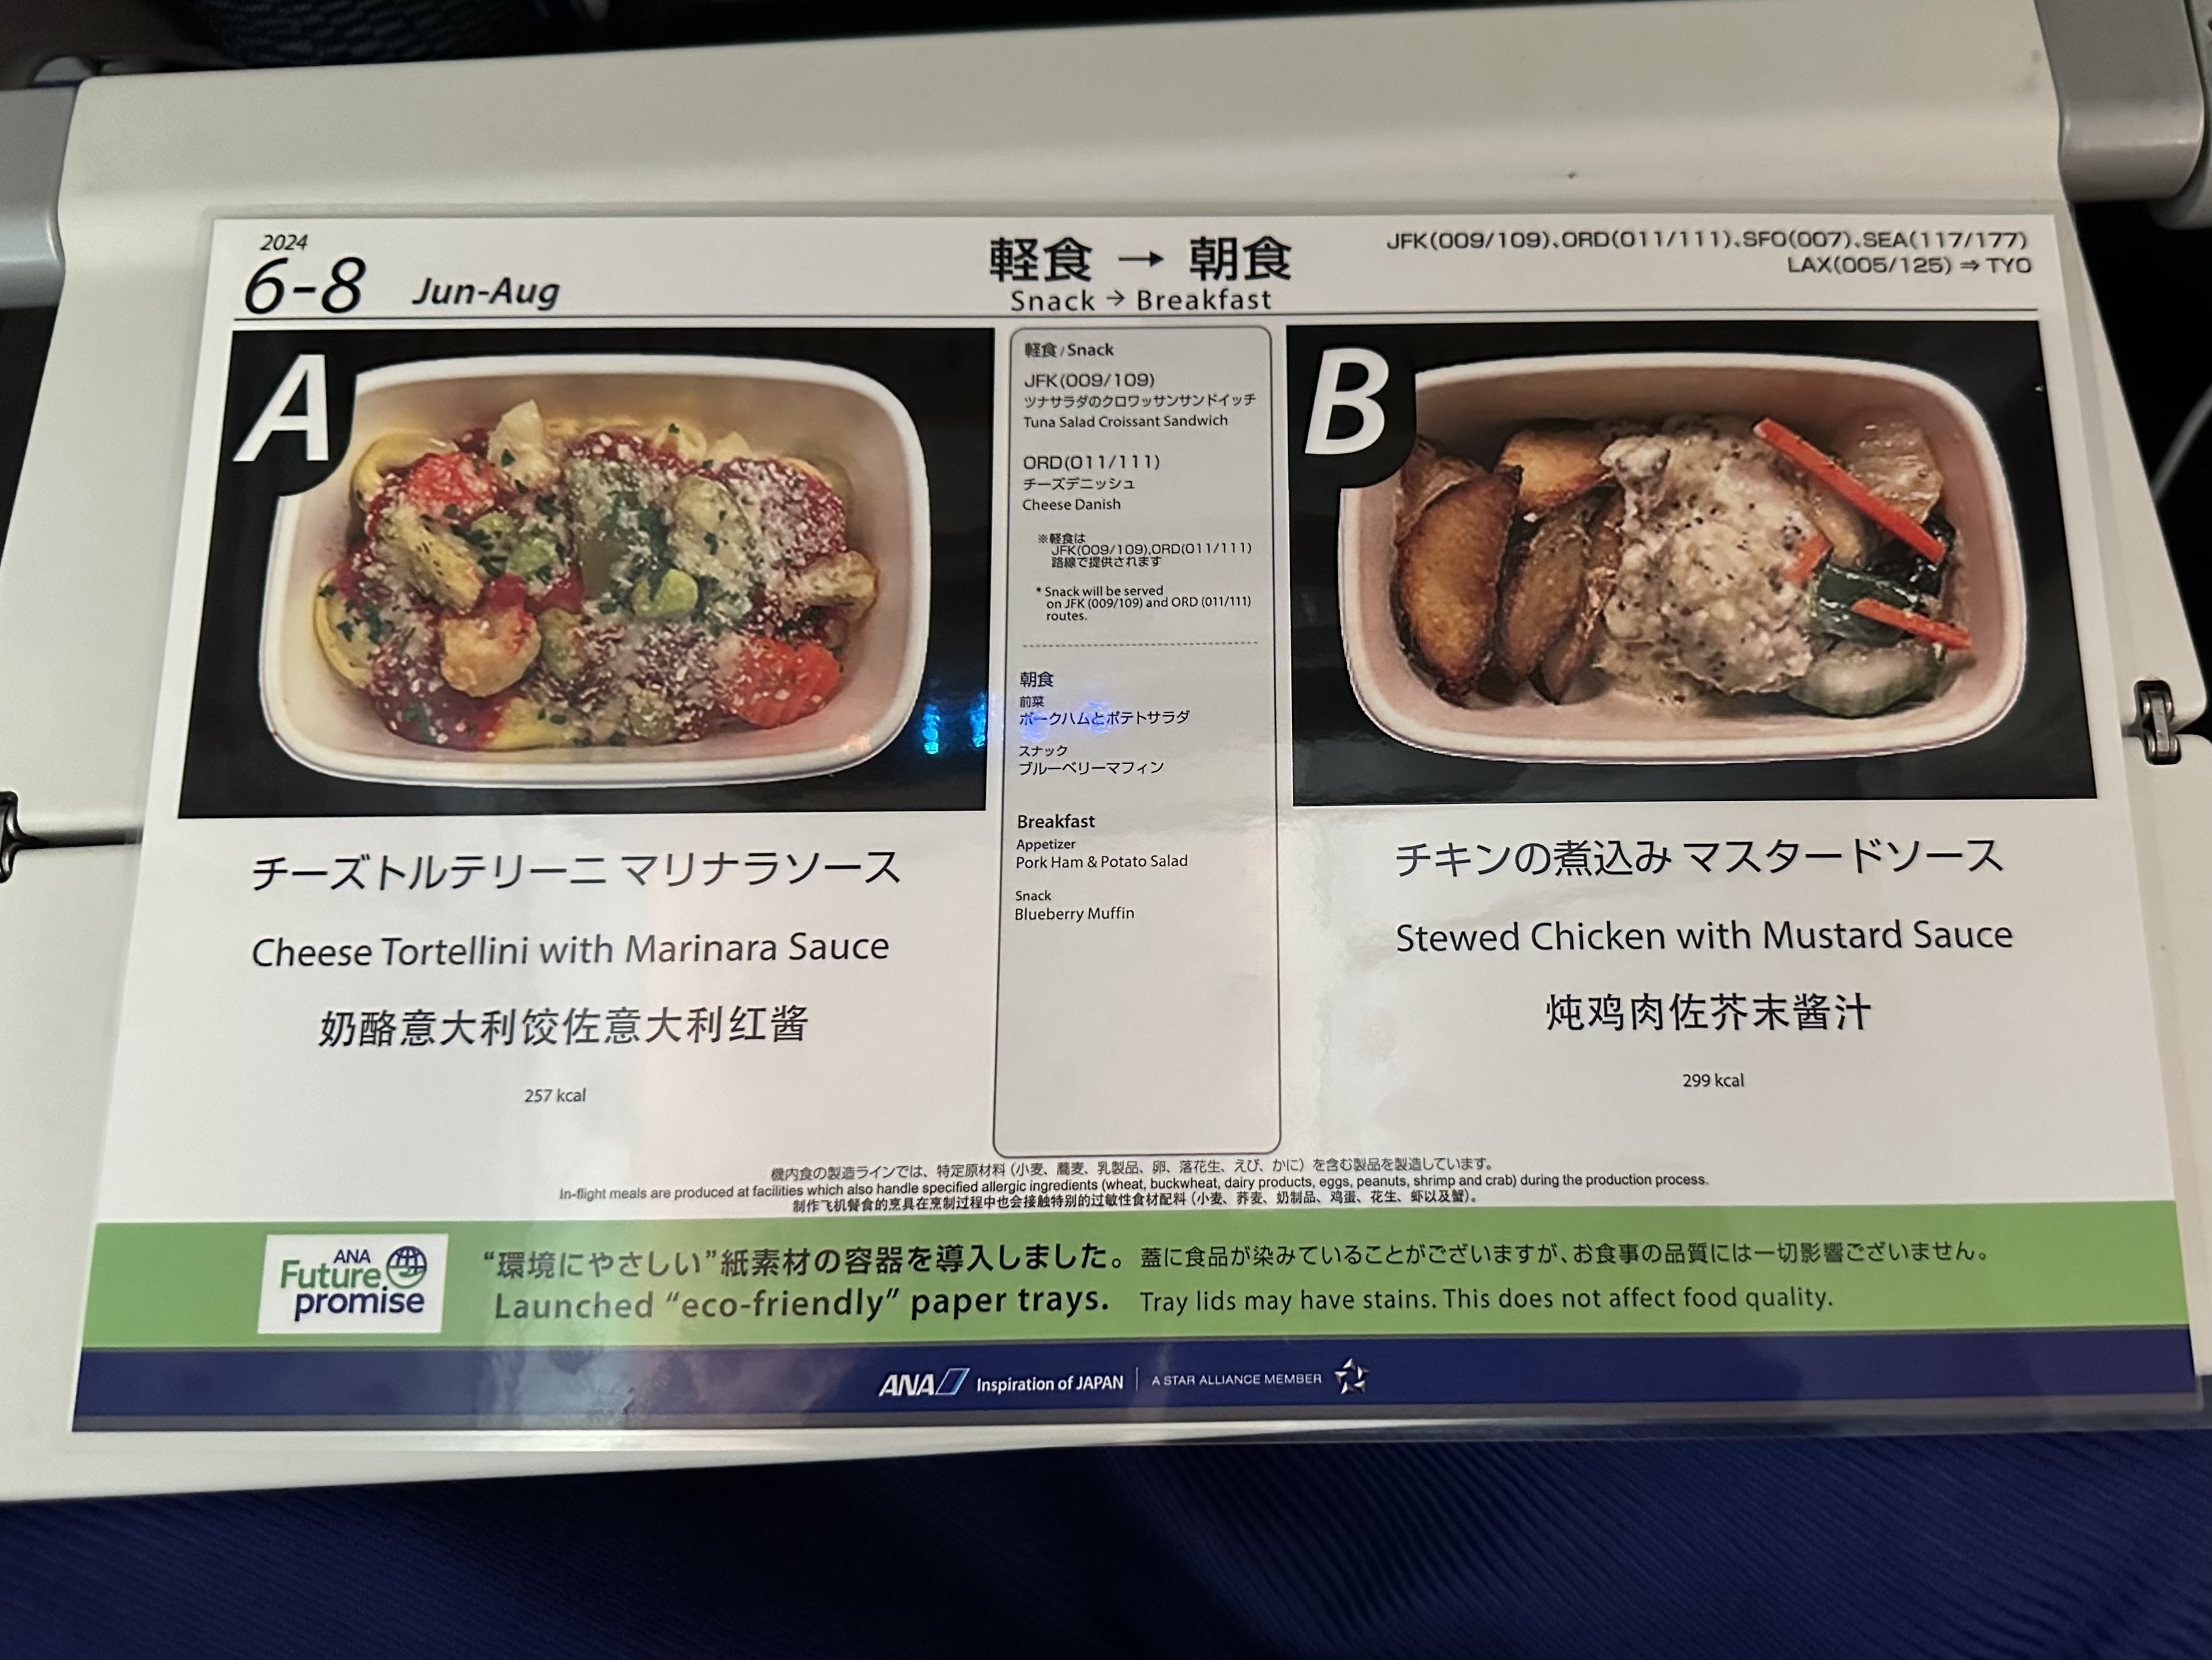 2024
6-8 Jun-Aug
軽食 → 朝食
Snack → Breakfast
JFK(009/109)、ORD(011/111)、SFO(007)、SEA(117/177)
LAX(005/125) ⇒ TYO
A
チーズトルテリーニ マリナラソース
Cheese Tortellini with Marinara Sauce
奶酪意大利饺佐意大利红酱
257 kcal
軽食 / Snack
JFK(009/109)
ツナサラダのクロワッサンサンドイッチ
Tuna Salad Croissant Sandwich
ORD(011/111)
チーズデニッシュ
Cheese Danish
※軽食は
JFK(009/109),ORD(011/111)
路線で提供されます
* Snack will be served
on JFK (009/109) and ORD (011/111)
routes.
朝食
前菜
ポークハムとポテトサラダ
スナック
ブルーベリーマフィン
Breakfast
Appetizer
Pork Ham & Potato Salad
Snack
Blueberry Muffin
B
チキンの煮込み マスタードソース
Stewed Chicken with Mustard Sauce
炖鸡肉佐芥末酱汁
299 kcal
機内食の製造ラインでは、特定原材料（小麦、蕎麦、乳製品、卵、落花生、えび、かに）を含む製品を製造しています。
In-flight meals are produced at facilities which also handle specified allergic ingredients (wheat, buckwheat, dairy products, eggs, peanuts, shrimp and crab) during the production process.
制作飞机餐食的烹具在烹制过程中也会接触特别的过敏性食材配料（小麦、荞麦、奶制品、鸡蛋、花生、虾以及蟹）。
ANA
Future
promise
“環境にやさしい”紙素材の容器を導入しました。 蓋に食品が染みていることがございますが、お食事の品質には一切影響ございません。
Launched “eco-friendly” paper trays. Tray lids may have stains. This does not affect food quality.
ANA Inspiration of JAPAN | A STAR ALLIANCE MEMBER